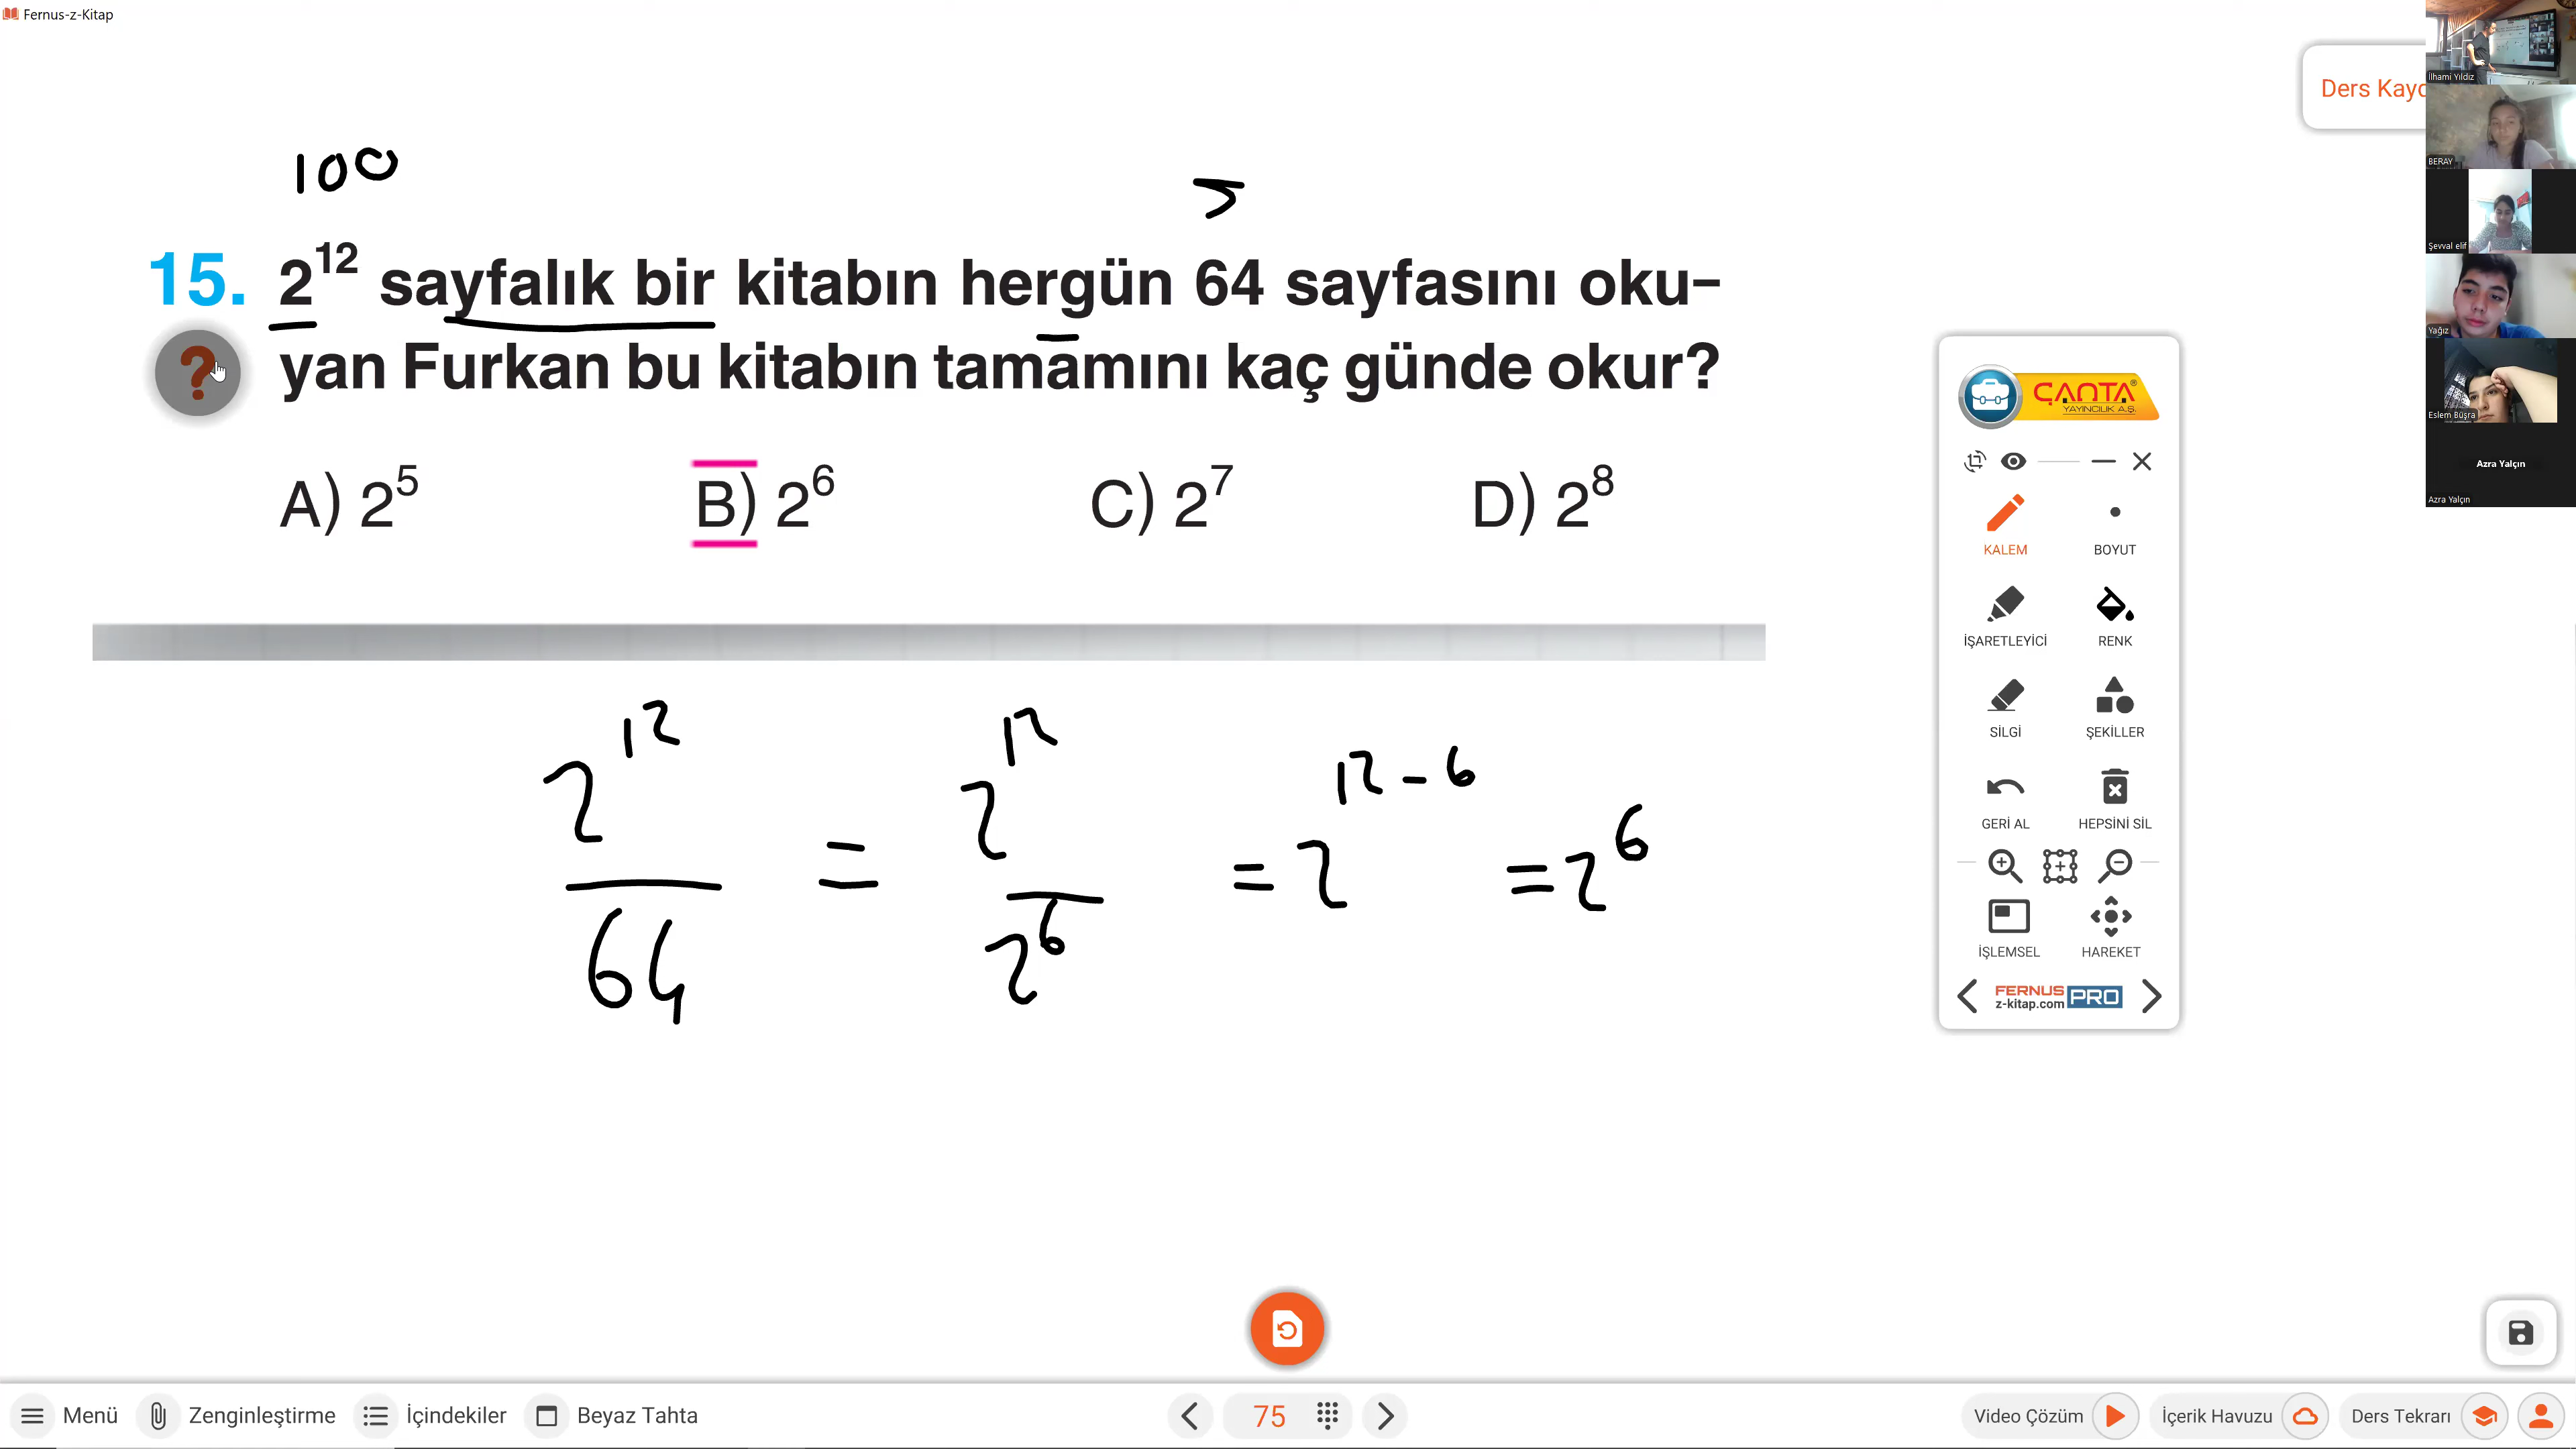 Fernus-z-Kitap
Ders Kayd
İlhami Yıldız
BERAY
Şevval elif
Yağız
Eslem Büşra
Azra Yalçın
Azra Yalçın
100
5
15. 2^12 sayfalık bir kitabın hergün 64 sayfasını oku-
yan Furkan bu kitabın tamamını kaç günde okur?
A) 2^5 B) 2^6 C) 2^7 D) 2^8
2^12 / 64 = 2^12 / 2^6 = 2^12-6 = 2^6
ÇANTA
YAYINCILIK A.Ş.
KALEM BOYUT
İŞARETLEYİCİ RENK
SİLGİ ŞEKİLLER
GERİ AL HEPSİNİ SİL
İŞLEMSEL HAREKET
FERNUS
z-kitap.com PRO
Menü Zenginleştirme İçindekiler Beyaz Tahta 75 Video Çözüm İçerik Havuzu Ders Tekrarı